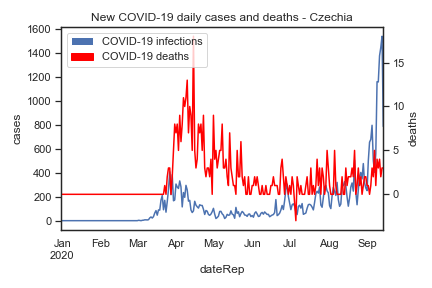 New COVID-19 daily cases and deaths - Czechia
COVID-19 infections
COVID-19 deaths
1600
1400
1200
1000
800
600
400
200
0
cases
15
10
5
0
deaths
Jan Feb Mar Apr May Jun Jul Aug Sep
2020
dateRep